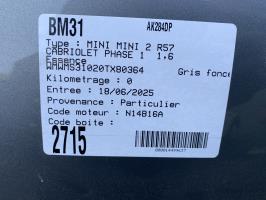 BM31 AK284DP
Type : MINI MINI 2 R57
CABRIOLET PHASE 1 1.6
Essence
WMWMS31020TX80364 Gris fonce
Kilometrage : 0
Entree : 18/06/2025
Provenance : Particulier
Code moteur : N14B16A
Code boite :
2715